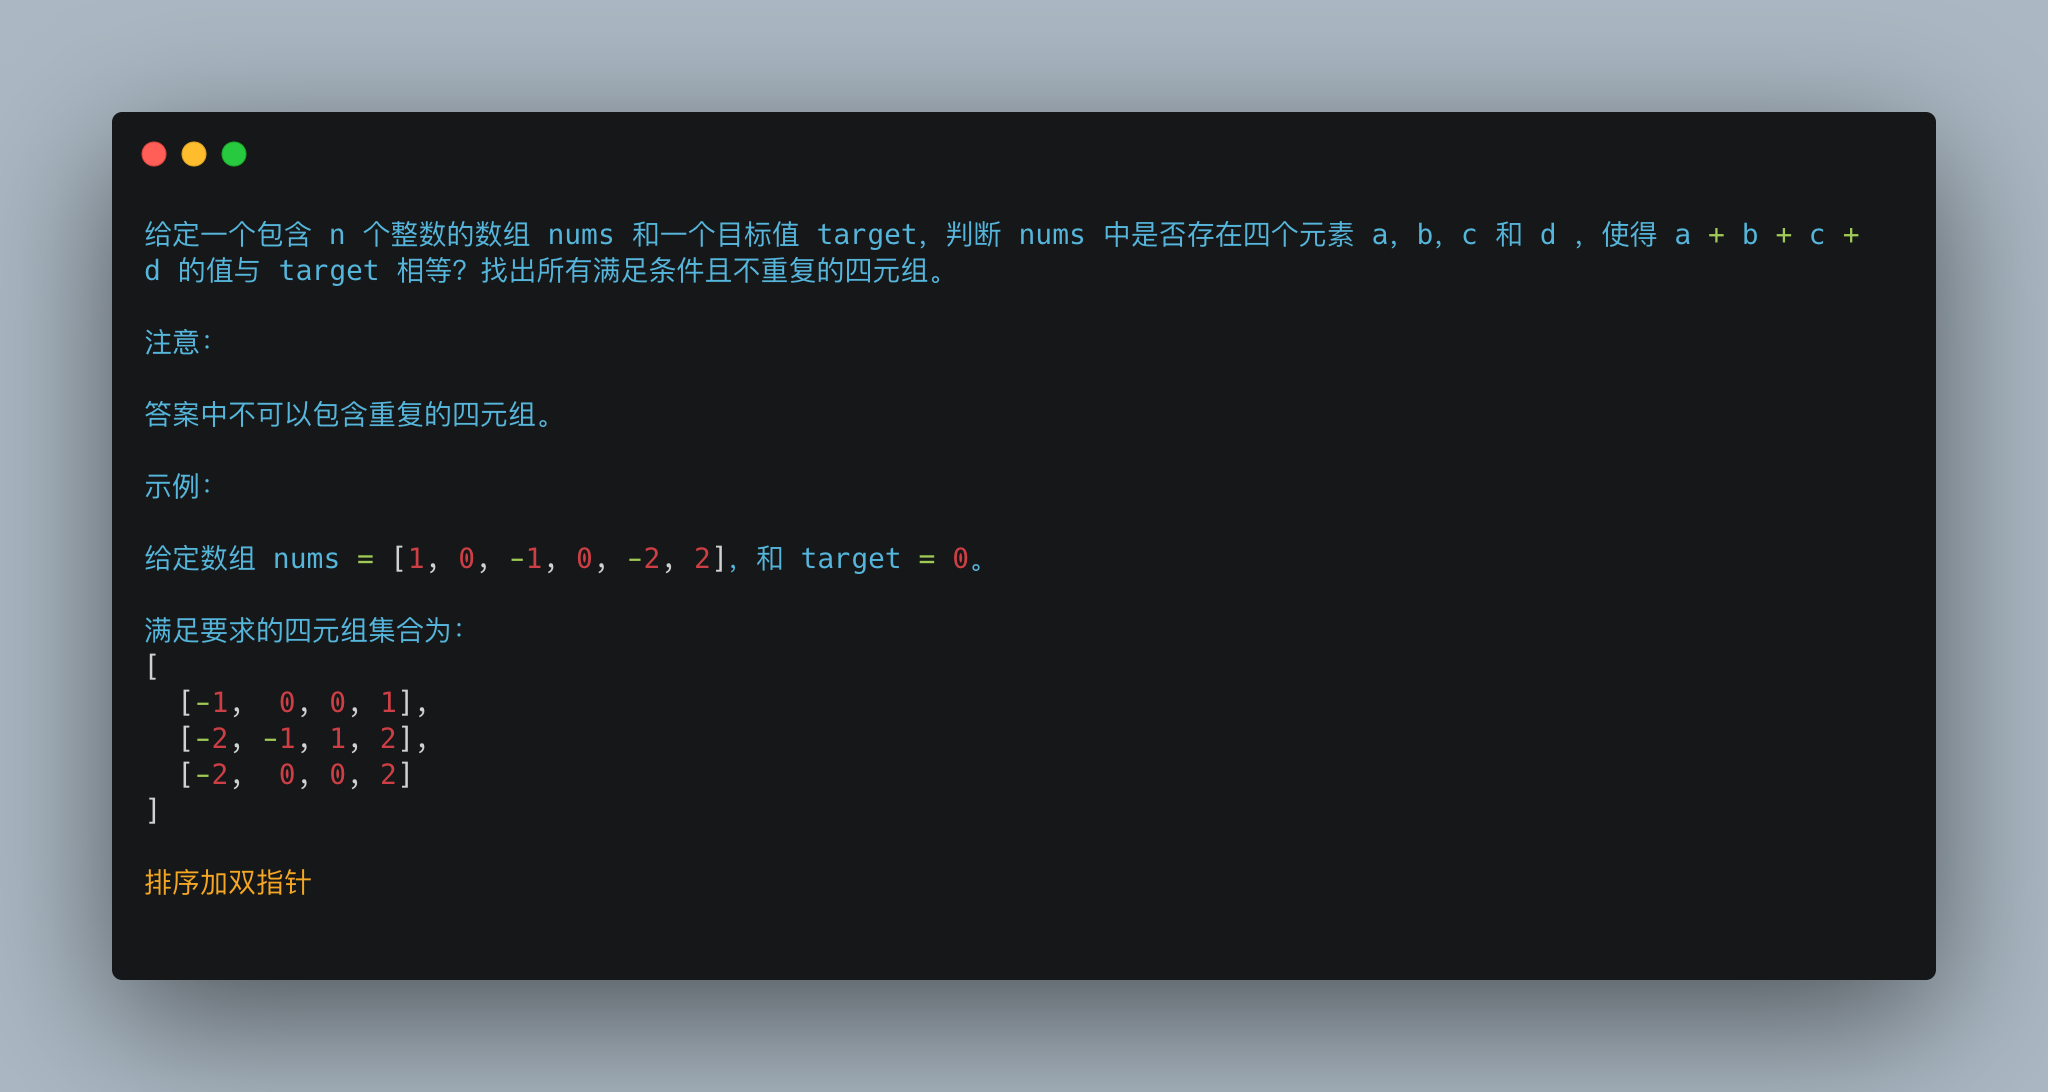 给定一个包含 n 个整数的数组 nums 和一个目标值 target，判断 nums 中是否存在四个元素 a，b，c 和 d ，使得 a + b + c +
d 的值与 target 相等？找出所有满足条件且不重复的四元组。
注意：
答案中不可以包含重复的四元组。
示例：
给定数组 nums = [1, 0, -1, 0, -2, 2]，和 target = 0。
满足要求的四元组集合为：
[
  [-1,  0, 0, 1],
  [-2, -1, 1, 2],
  [-2,  0, 0, 2]
]
排序加双指针